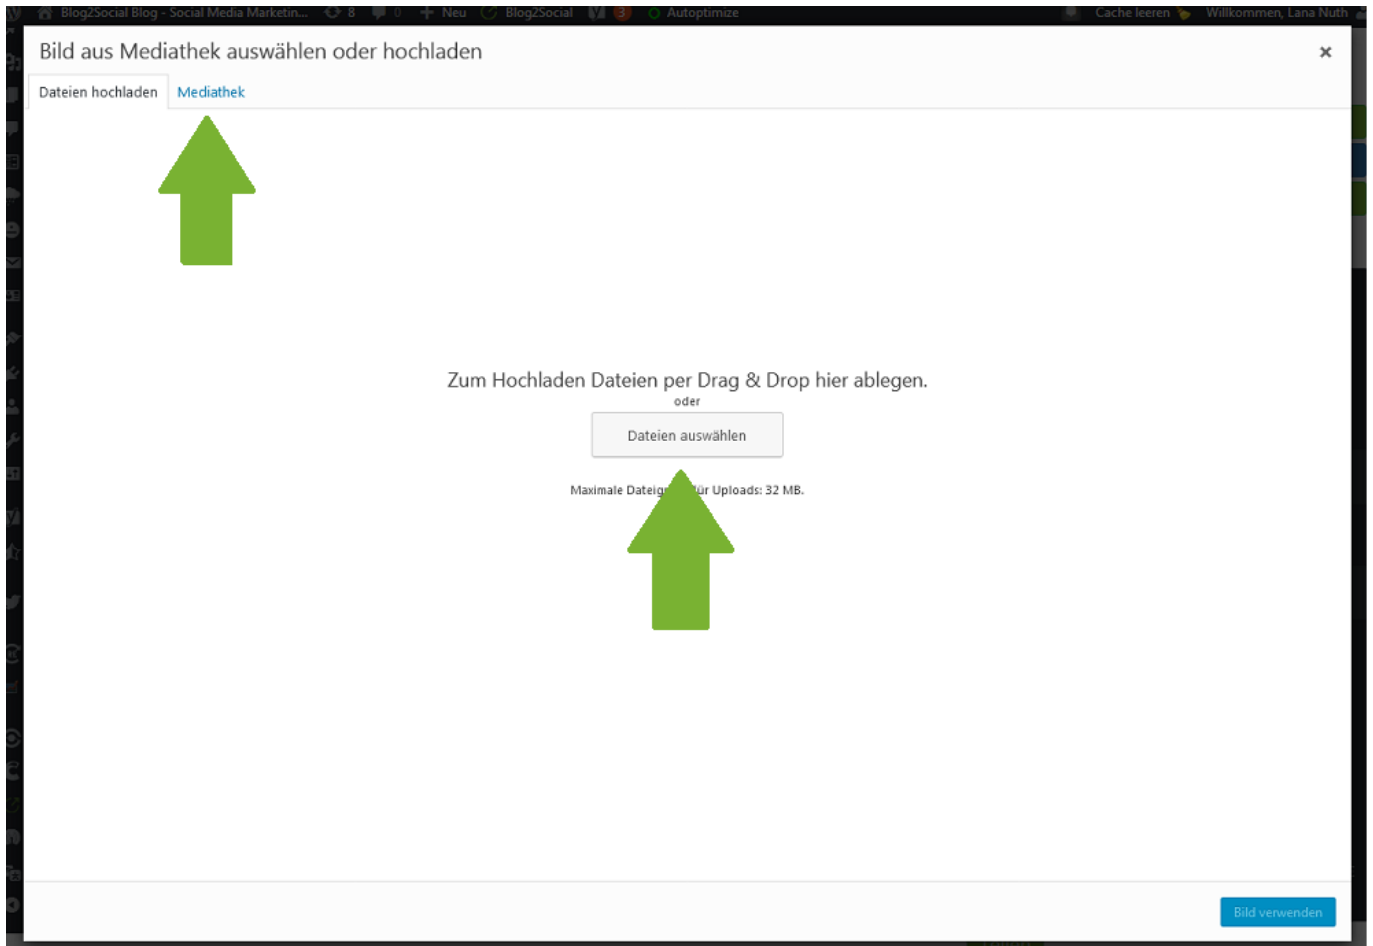 Blog2Social Blog - Social Media Marketin... 8 0 Neu Blog2Social 3 Autoptimize Cache leeren Willkommen, Lana Nuth
Bild aus Mediathek auswählen oder hochladen
Dateien hochladen Mediathek
Zum Hochladen Dateien per Drag & Drop hier ablegen.
oder
Dateien auswählen
Maximale Uploads: 32 MB.
Bild verwenden